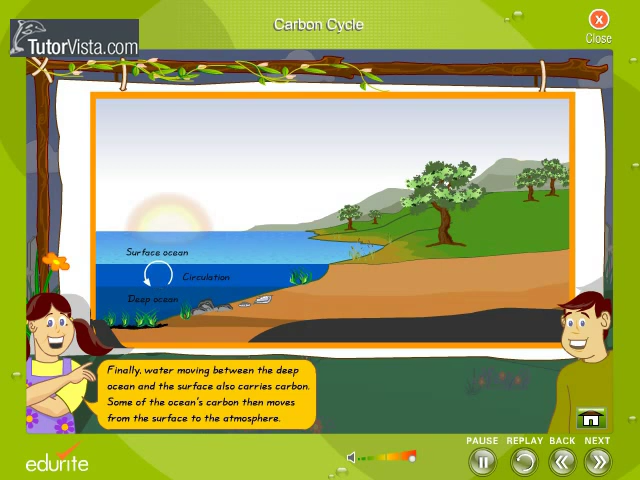 Carbon Cycle
TutorVista.com
Close
Surface ocean
Circulation
Deep ocean
Finally, water moving between the deep
ocean and the surface also carries carbon.
Some of the ocean's carbon then moves
from the surface to the atmosphere.
PAUSE REPLAY BACK NEXT
edurite